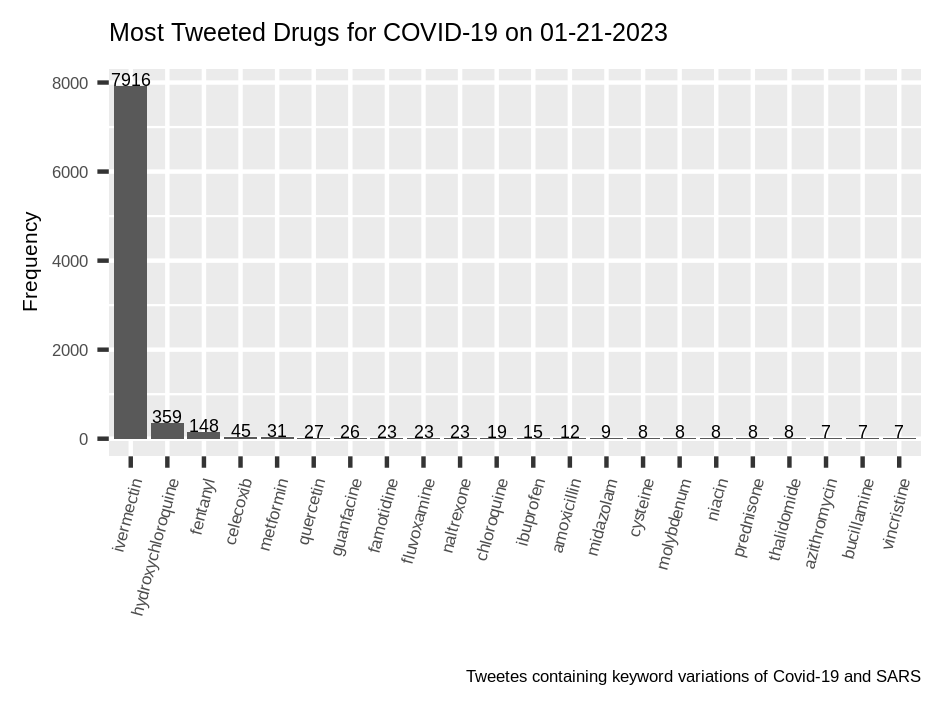 Most Tweeted Drugs for COVID-19 on 01-21-2023
Frequency
8000
6000
4000
2000
0
7916
359
148
45
31
27
26
23
23
23
19
15
12
9
8
8
8
8
8
7
7
7
ivermectin
hydroxychloroquine
fentanyl
celecoxib
metformin
quercetin
guanfacine
famotidine
fluvoxamine
naltrexone
chloroquine
ibuprofen
amoxicillin
midazolam
cysteine
molybdenum
niacin
prednisone
thalidomide
azithromycin
bucillamine
vincristine
Tweetes containing keyword variations of Covid-19 and SARS